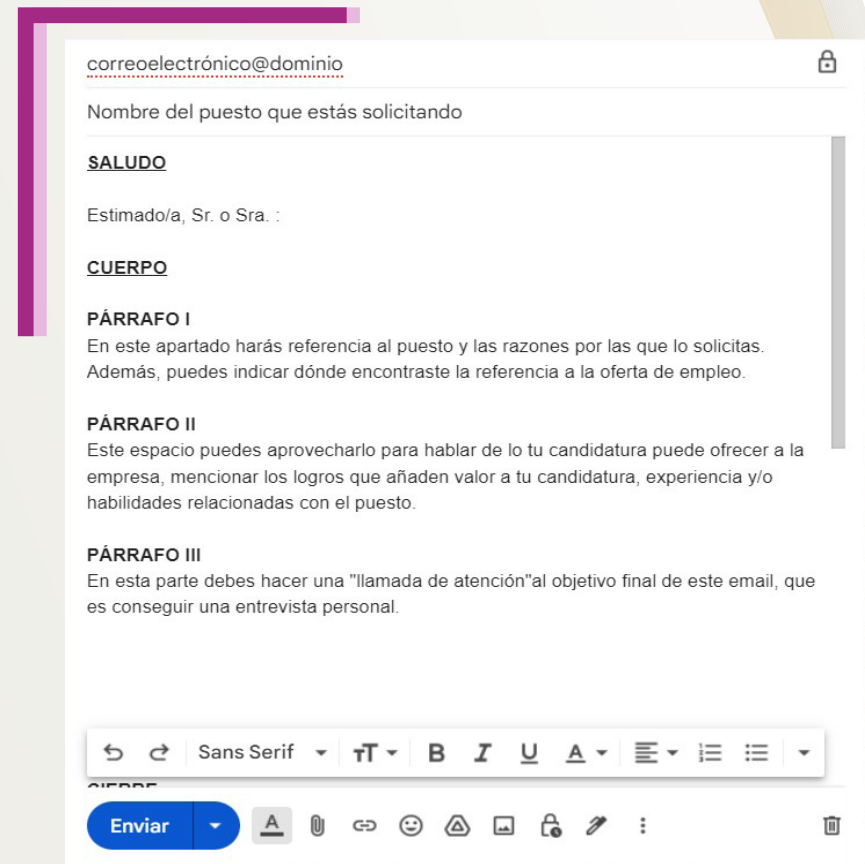 correoelectrónico@dominio
Nombre del puesto que estás solicitando
SALUDO
Estimado/a, Sr. o Sra. :
CUERPO
PÁRRAFO I
En este apartado harás referencia al puesto y las razones por las que lo solicitas.
Además, puedes indicar dónde encontraste la referencia a la oferta de empleo.
PÁRRAFO II
Este espacio puedes aprovecharlo para hablar de lo tu candidatura puede ofrecer a la
empresa, mencionar los logros que añaden valor a tu candidatura, experiencia y/o
habilidades relacionadas con el puesto.
PÁRRAFO III
En esta parte debes hacer una "llamada de atención"al objetivo final de este email, que
es conseguir una entrevista personal.
Sans Serif
Enviar